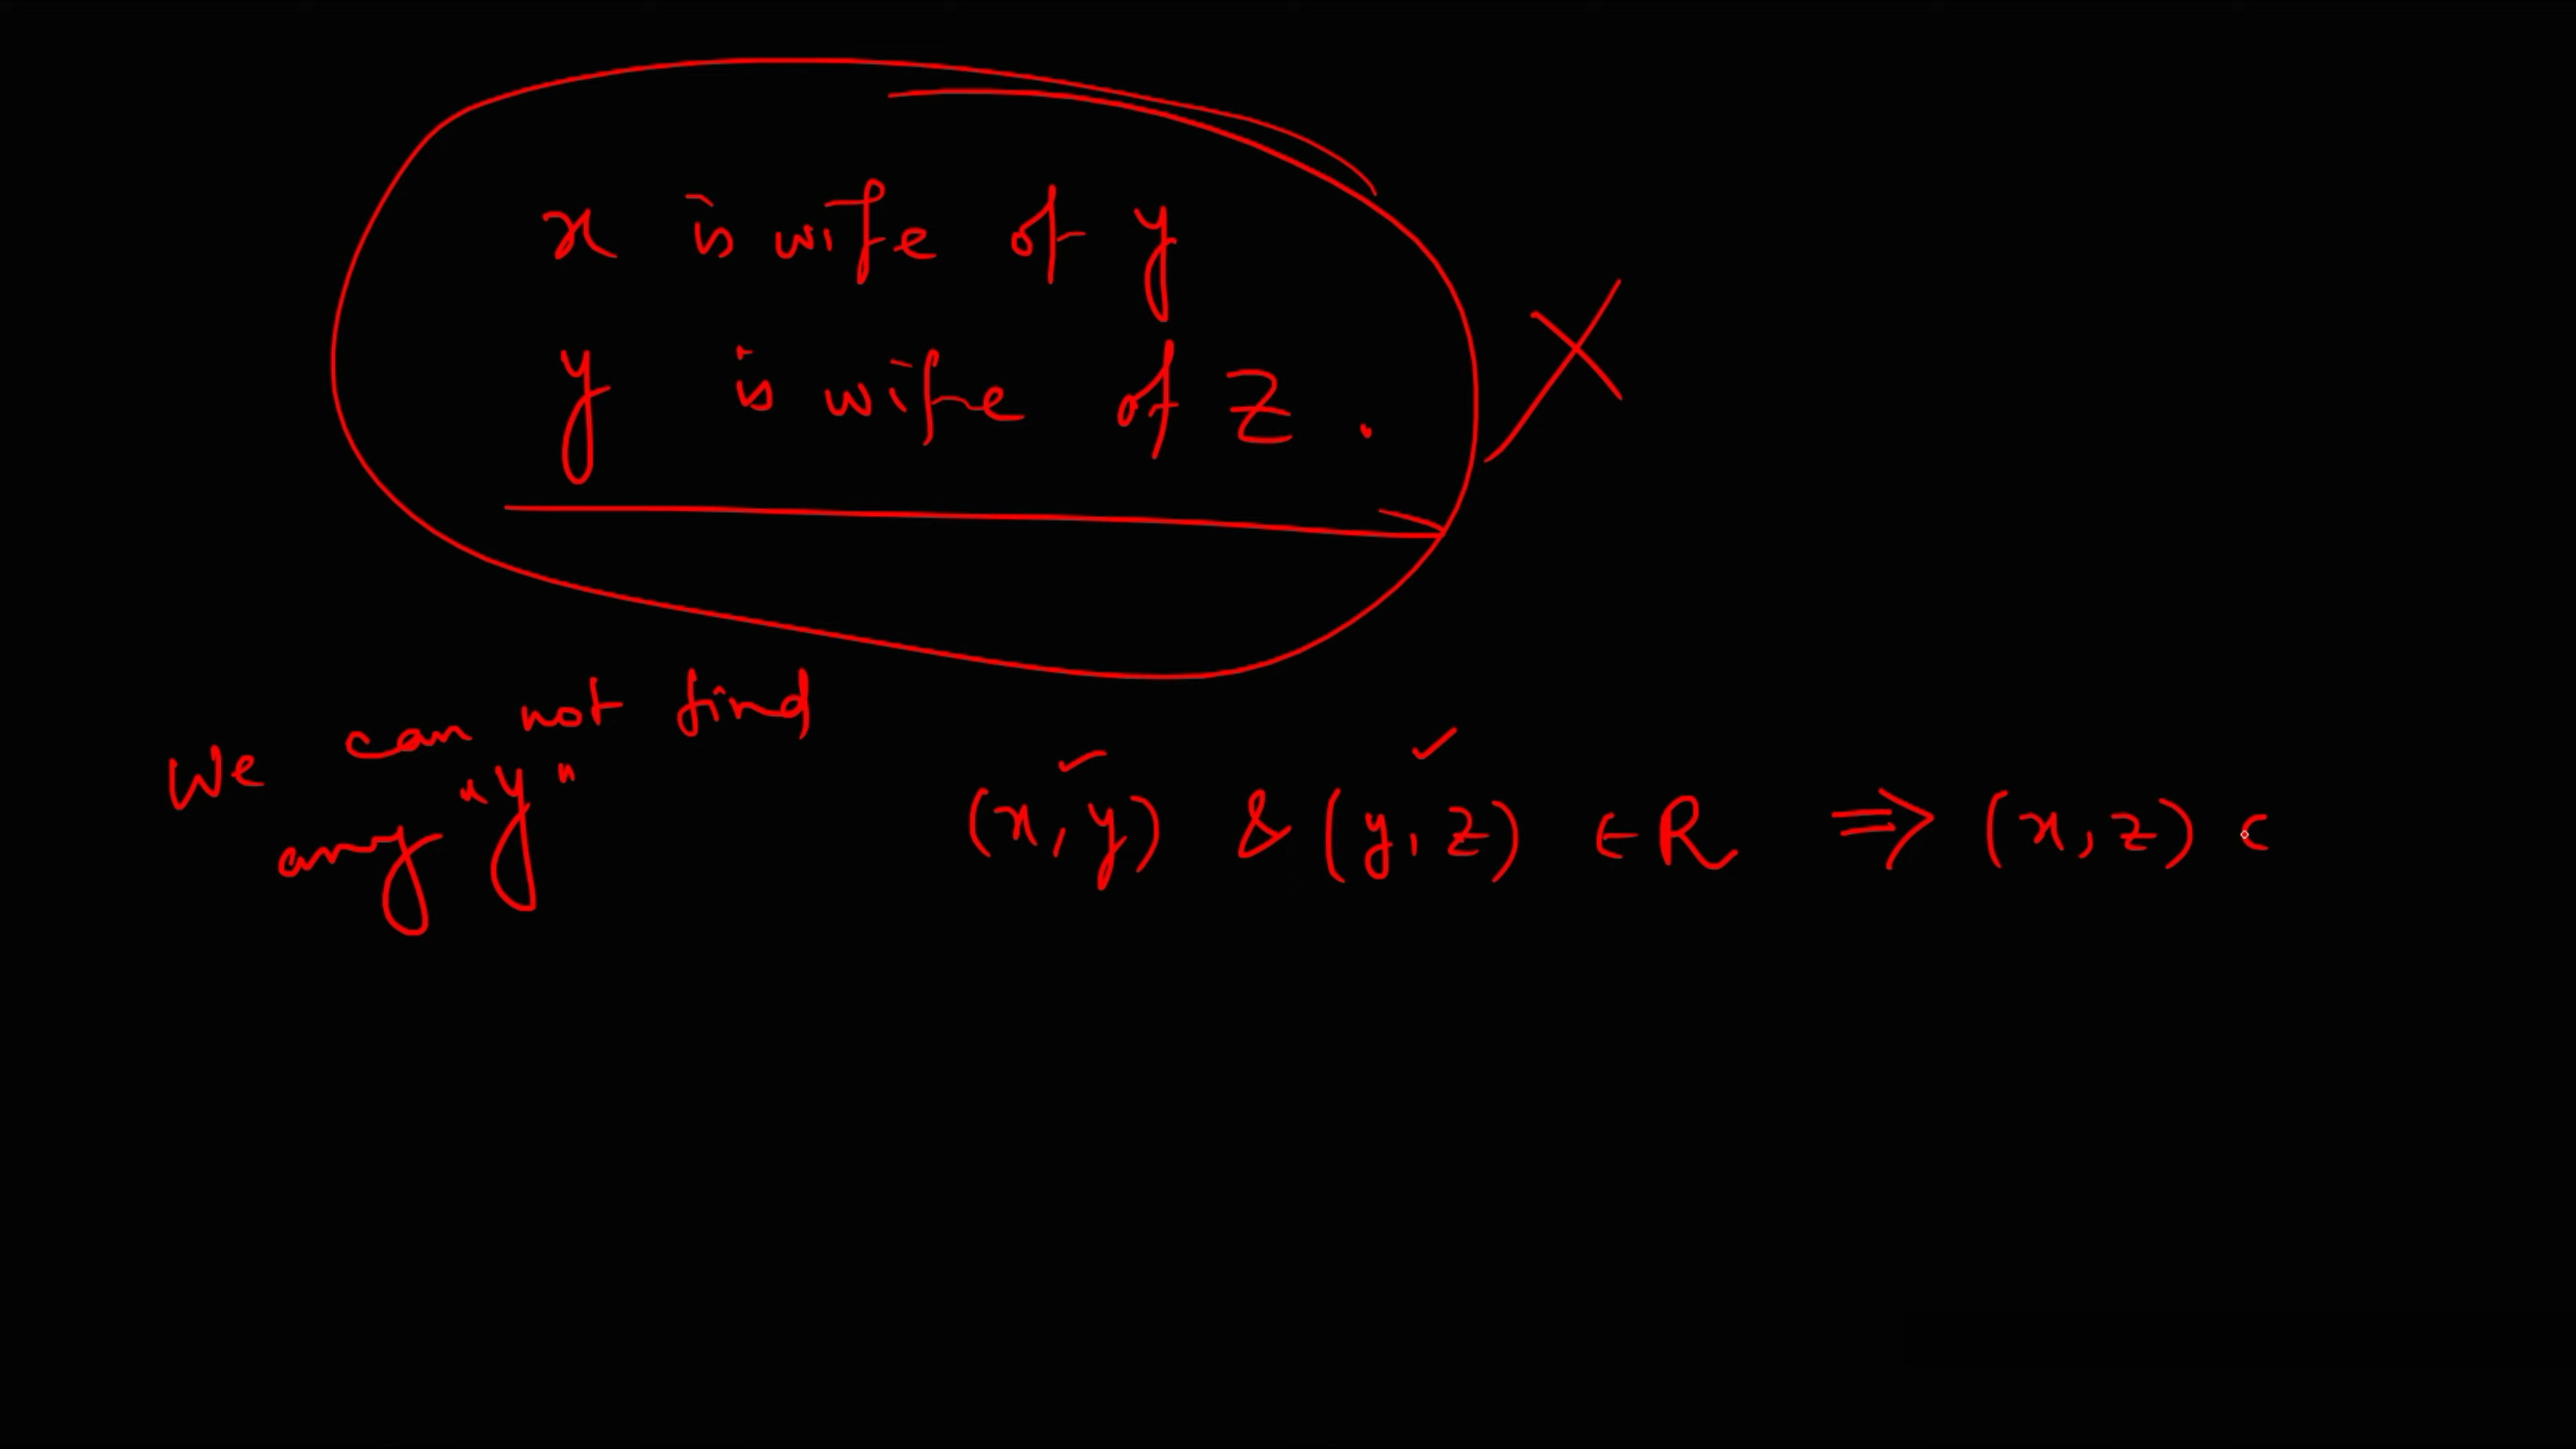 x is wife of y
y is wife of z.
We can not find
any "y"
(x, y) & (y, z) ∈ R ⇒ (x, z) ∈